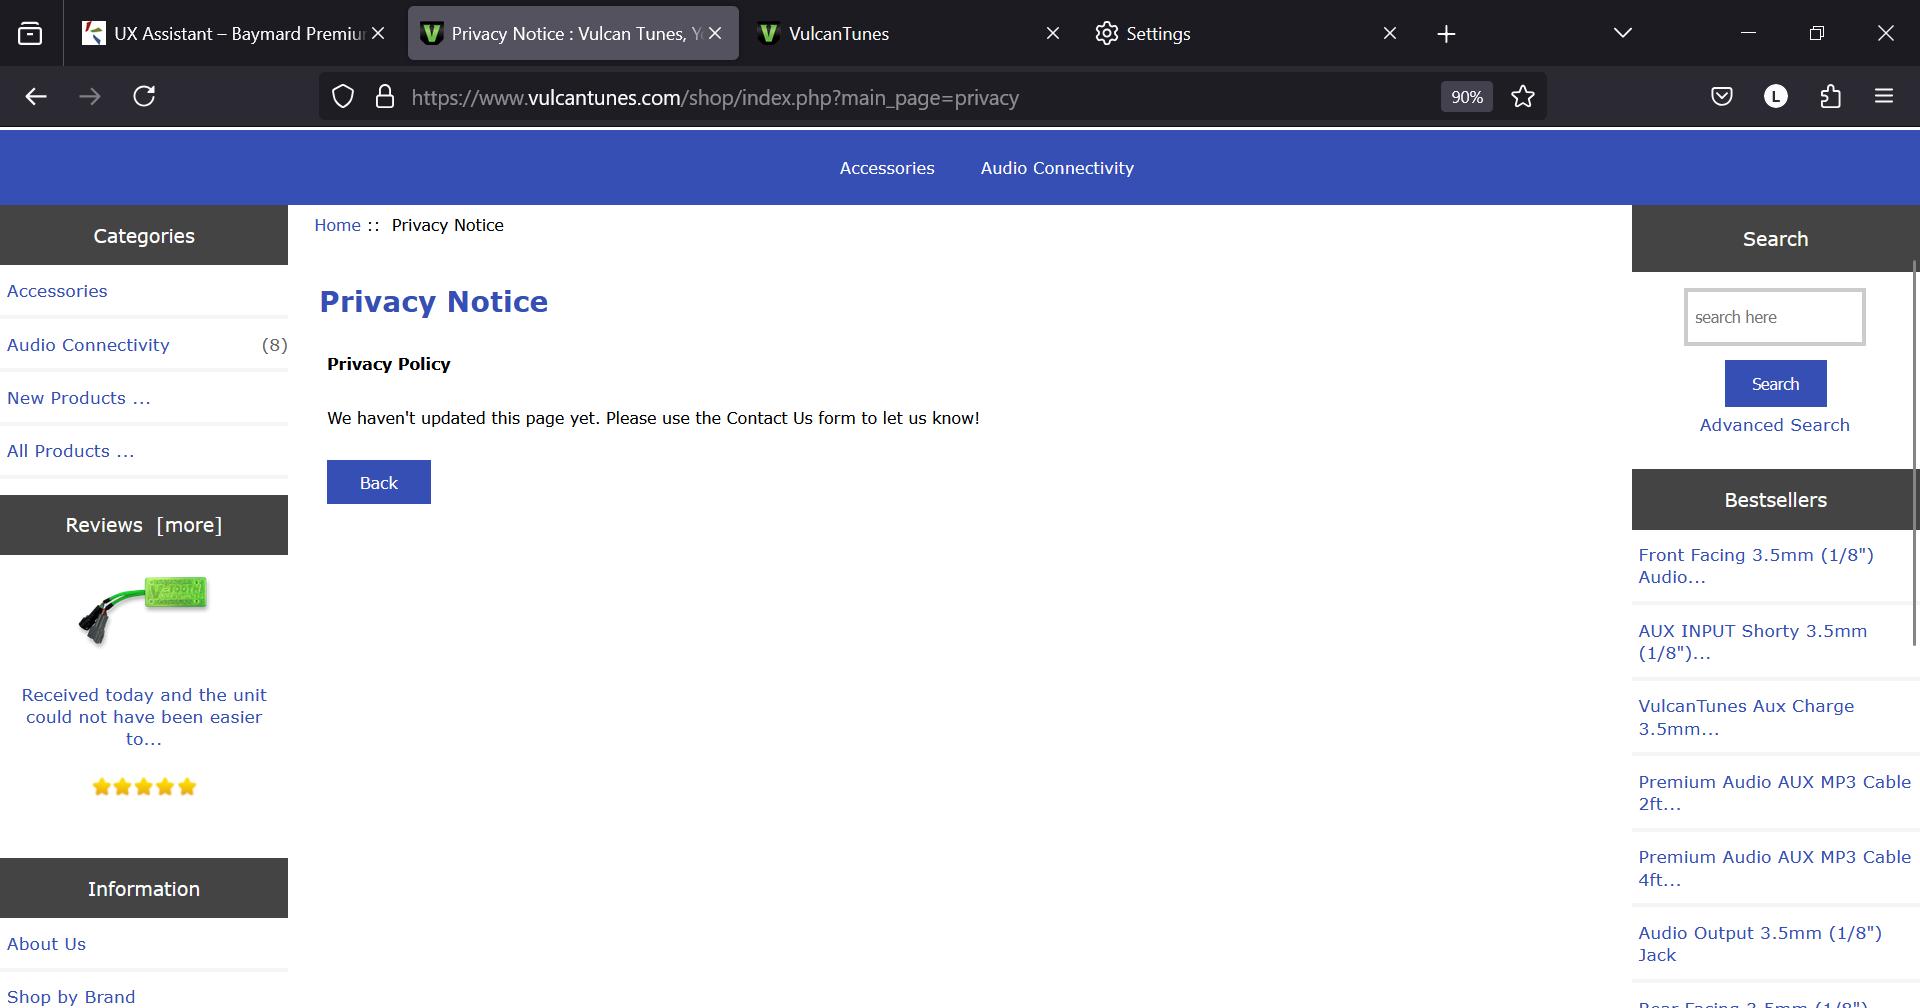 UX Assistant – Baymard Premiu
Privacy Notice : Vulcan Tunes, Y
VulcanTunes
Settings
https://www.vulcantunes.com/shop/index.php?main_page=privacy
90%
L
Accessories
Audio Connectivity
Categories
Accessories
Audio Connectivity (8)
New Products ...
All Products ...
Reviews [more]
Received today and the unit
could not have been easier
to...
Information
About Us
Shop by Brand
Home :: Privacy Notice
Privacy Notice
Privacy Policy
We haven't updated this page yet. Please use the Contact Us form to let us know!
Back
Search
search here
Search
Advanced Search
Bestsellers
Front Facing 3.5mm (1/8")
Audio...
AUX INPUT Shorty 3.5mm
(1/8")...
VulcanTunes Aux Charge
3.5mm...
Premium Audio AUX MP3 Cable
2ft...
Premium Audio AUX MP3 Cable
4ft...
Audio Output 3.5mm (1/8")
Jack
Rear Facing 3.5mm (1/8")